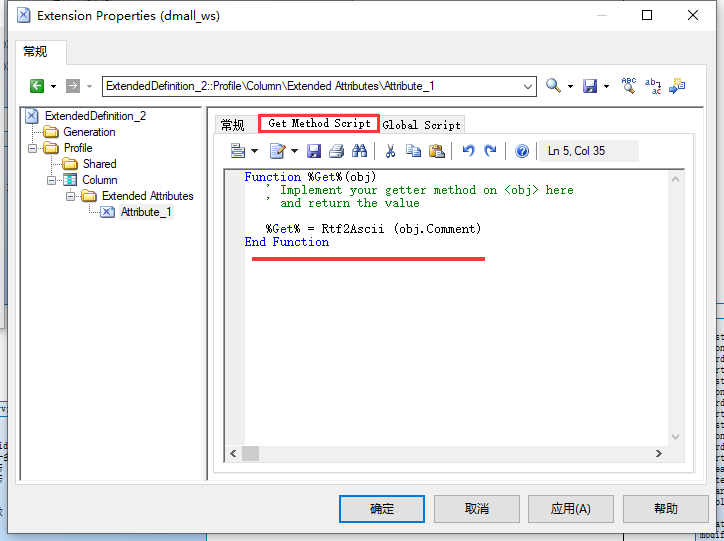 Extension Properties (dmall_ws)
常规
ExtendedDefinition_2::Profile\Column\Extended Attributes\Attribute_1
ABC
ab
ac
ExtendedDefinition_2
Generation
Profile
Shared
Column
Extended Attributes
Attribute_1
常规
Get Method Script
Global Script
Ln 5, Col 35
Function %Get%(obj)
' Implement your getter method on <obj> here
' and return the value
%Get% = Rtf2Ascii (obj.Comment)
End Function
确定
取消
应用(A)
帮助